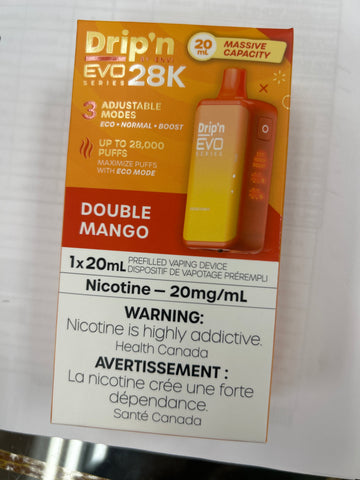 Drip'n
BY ENVI
EVO 28K
SERIES
20
mL
MASSIVE
CAPACITY
3 ADJUSTABLE
MODES
ECO • NORMAL • BOOST
UP TO 28,000
PUFFS
MAXIMIZE PUFFS
WITH ECO MODE
Drip'n
EVO
SERIES
DOUBLE
MANGO
1x20mL PREFILLED VAPING DEVICE
DISPOSITIF DE VAPOTAGE PRÉREMPLI
Nicotine – 20mg/mL
WARNING:
Nicotine is highly addictive.
Health Canada
AVERTISSEMENT :
La nicotine crée une forte
dépendance.
Santé Canada